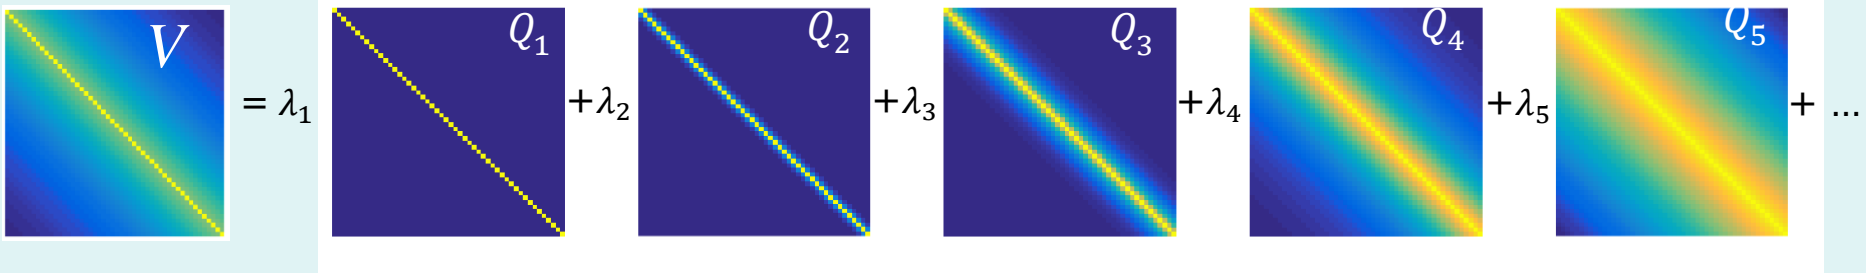 V = λ₁ Q₁ +λ₂ Q₂ +λ₃ Q₃ +λ₄ Q₄ +λ₅ Q₅ + ...